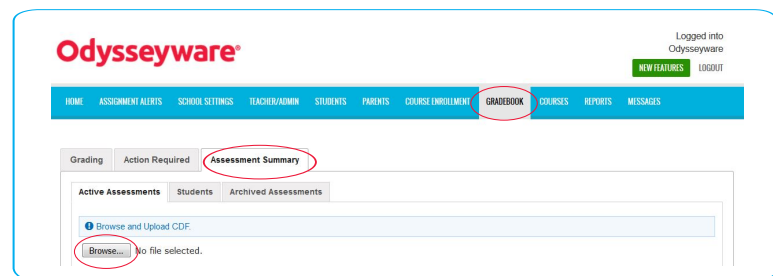 Logged into
Odysseyware
Odysseyware®
NEW FEATURES LOGOUT
HOME ASSIGNMENT ALERTS SCHOOL SETTINGS TEACHER/ADMIN STUDENTS PARENTS COURSE ENROLLMENT GRADEBOOK COURSES REPORTS MESSAGES
Grading Action Required Assessment Summary
Active Assessments Students Archived Assessments
Browse and Upload CDF.
Browse... No file selected.